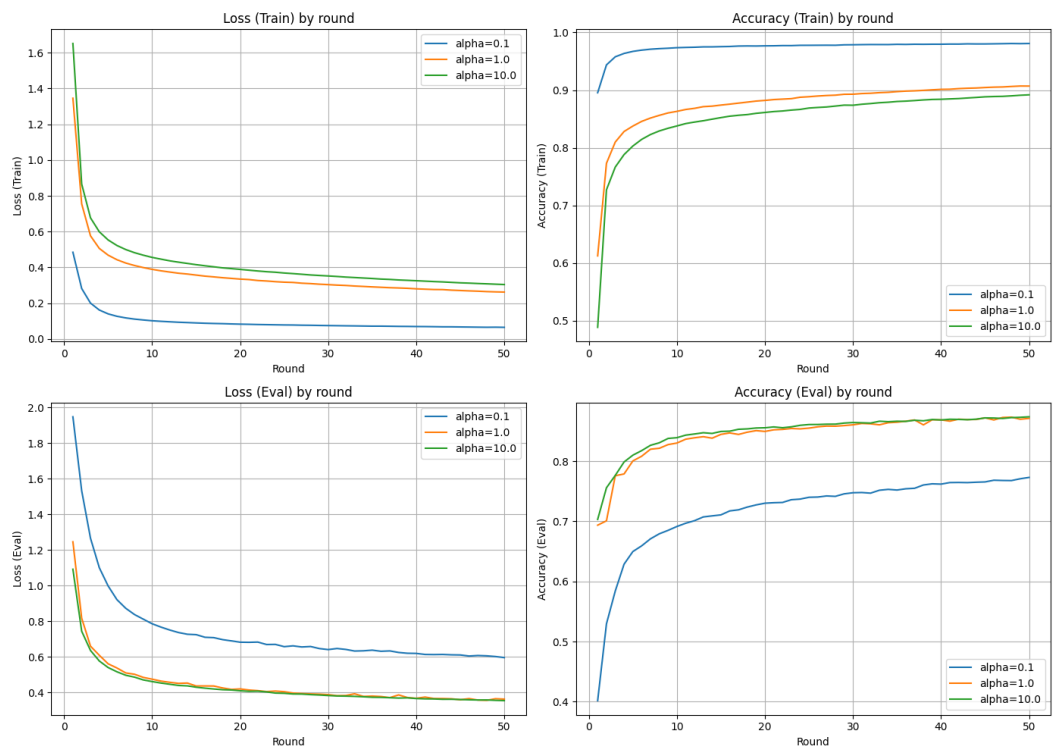 Loss (Train) by round
Loss (Train)
1.6
1.4
1.2
1.0
0.8
0.6
0.4
0.2
0.0
alpha=0.1
alpha=1.0
alpha=10.0
0 10 20 30 40 50
Round
Accuracy (Train) by round
Accuracy (Train)
1.0
0.9
0.8
0.7
0.6
0.5
alpha=0.1
alpha=1.0
alpha=10.0
0 10 20 30 40 50
Round
Loss (Eval) by round
Loss (Eval)
2.0
1.8
1.6
1.4
1.2
1.0
0.8
0.6
0.4
alpha=0.1
alpha=1.0
alpha=10.0
0 10 20 30 40 50
Round
Accuracy (Eval) by round
Accuracy (Eval)
0.8
0.7
0.6
0.5
0.4
alpha=0.1
alpha=1.0
alpha=10.0
0 10 20 30 40 50
Round